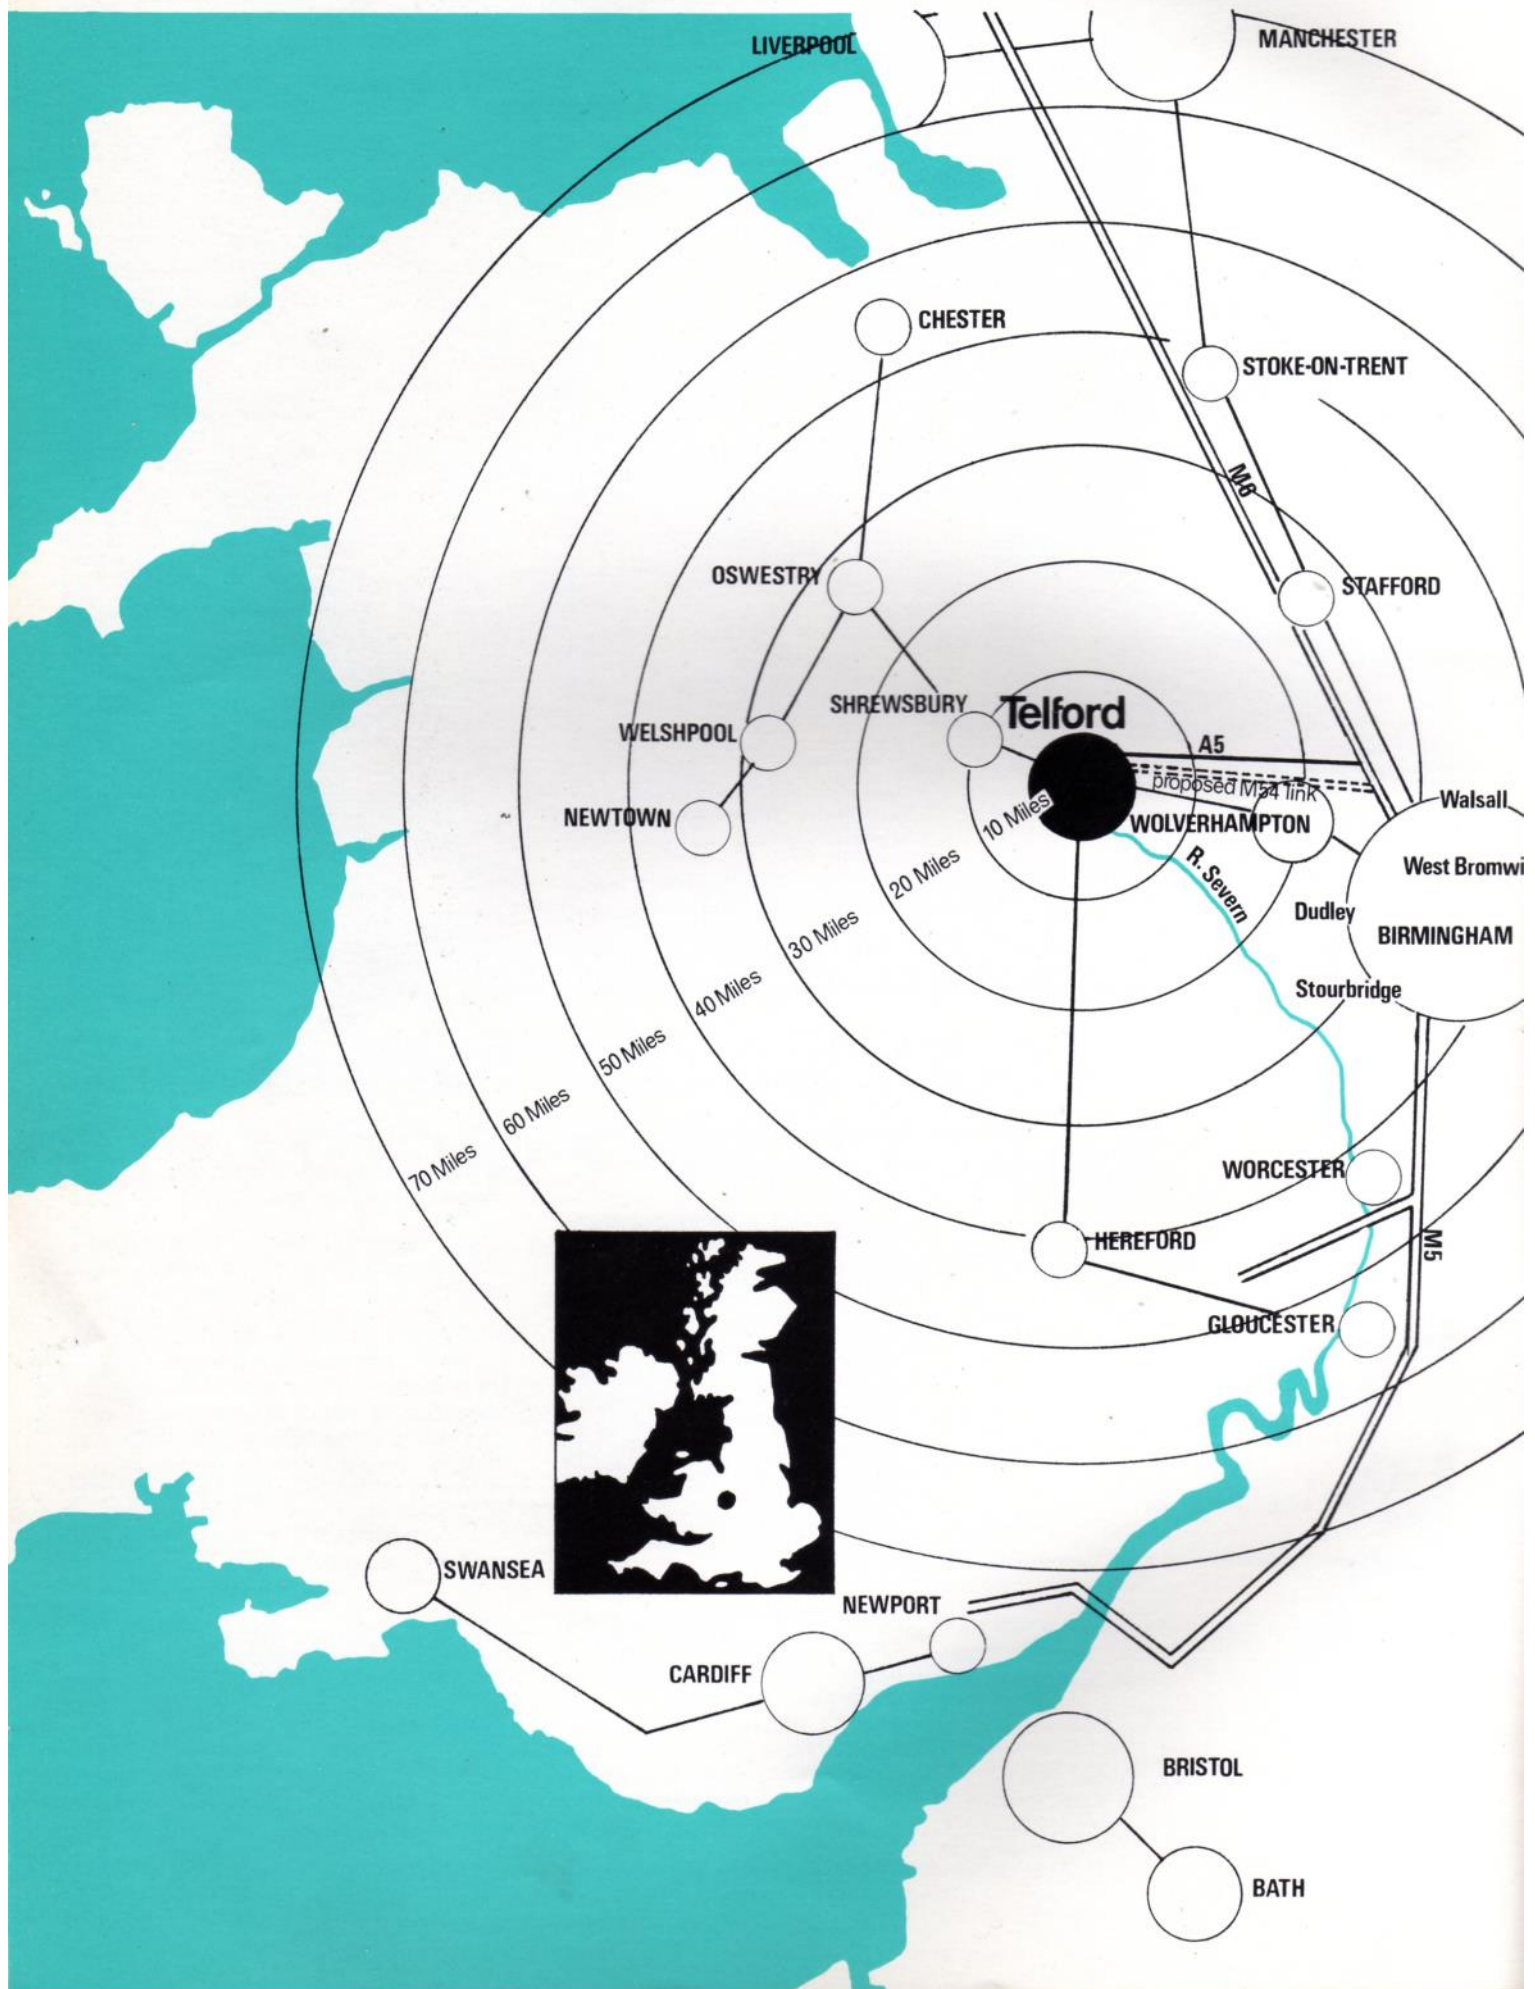 LIVERPOOL
MANCHESTER
CHESTER
STOKE-ON-TRENT
M6
OSWESTRY
STAFFORD
SHREWSBURY
Telford
WELSHPOOL
A5
proposed M54 link
NEWTOWN
10 Miles
WOLVERHAMPTON
Walsall
20 Miles
R. Severn
West Bromwi
30 Miles
Dudley
BIRMINGHAM
40 Miles
Stourbridge
50 Miles
60 Miles
70 Miles
WORCESTER
HEREFORD
M5
GLOUCESTER
SWANSEA
NEWPORT
CARDIFF
BRISTOL
BATH